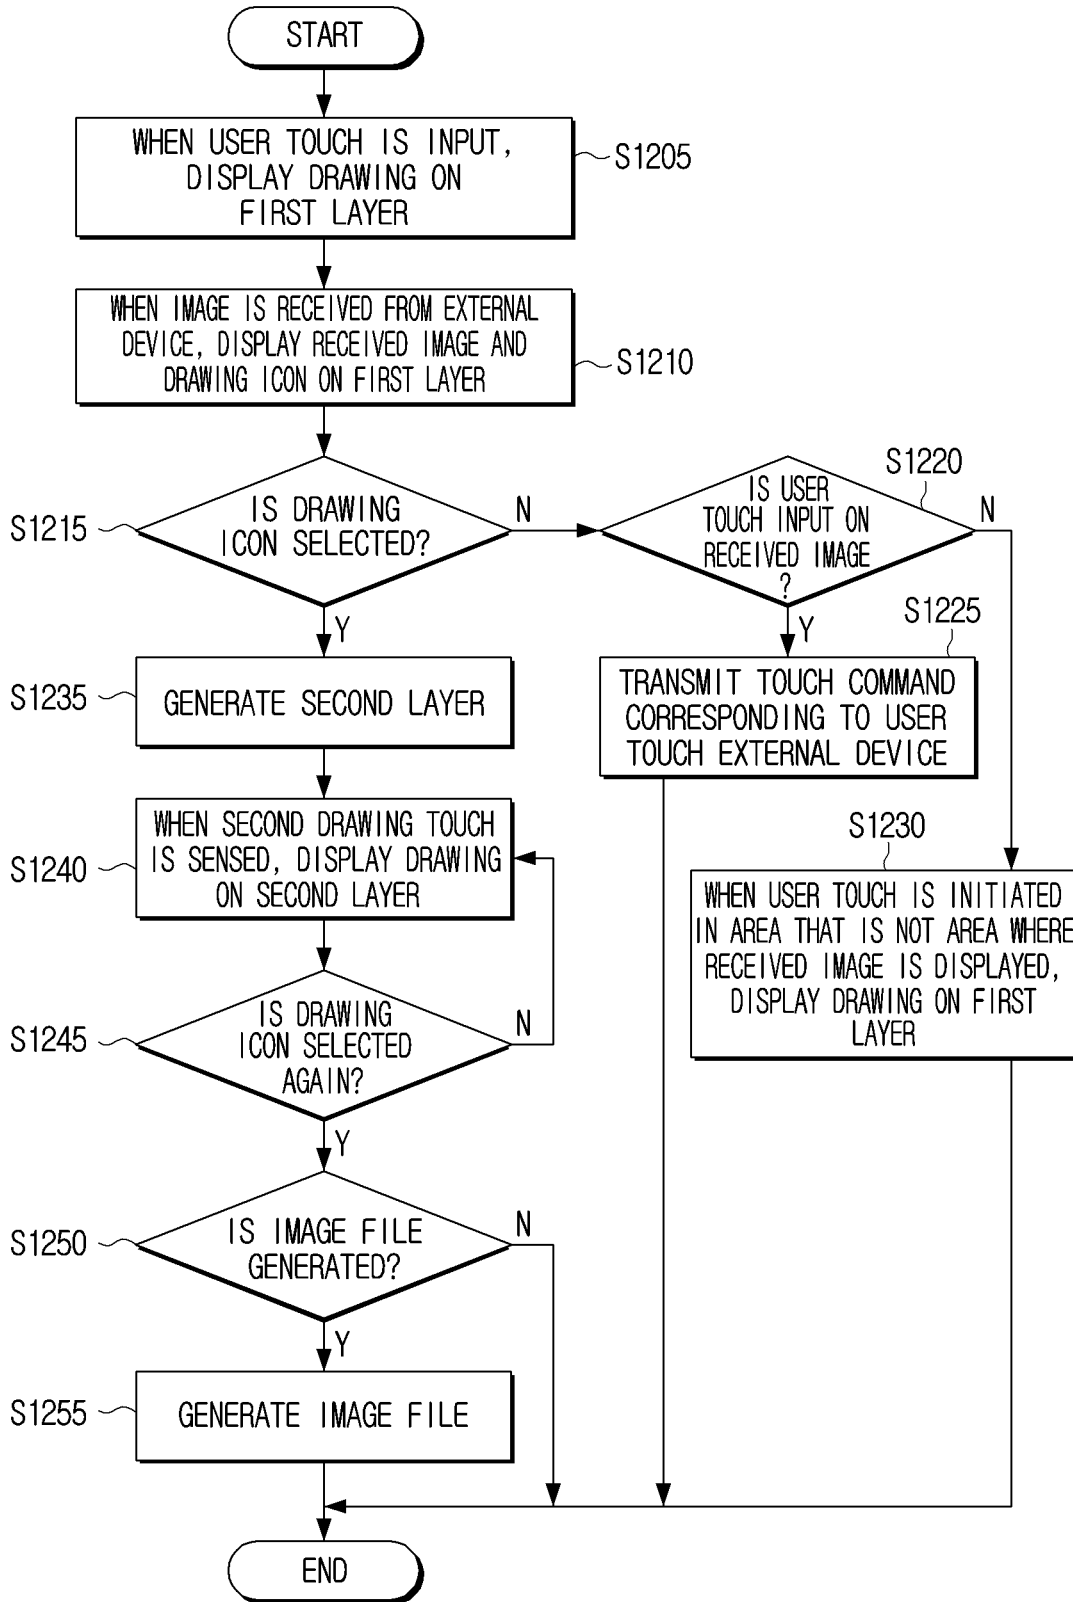 START
WHEN USER TOUCH IS INPUT,
DISPLAY DRAWING ON
FIRST LAYER
S1205
WHEN IMAGE IS RECEIVED FROM EXTERNAL
DEVICE, DISPLAY RECEIVED IMAGE AND
DRAWING ICON ON FIRST LAYER
S1210
S1215
IS DRAWING
ICON SELECTED?
N
Y
S1220
IS USER
TOUCH INPUT ON
RECEIVED IMAGE
?
N
Y
S1225
TRANSMIT TOUCH COMMAND
CORRESPONDING TO USER
TOUCH EXTERNAL DEVICE
S1230
WHEN USER TOUCH IS INITIATED
IN AREA THAT IS NOT AREA WHERE
RECEIVED IMAGE IS DISPLAYED,
DISPLAY DRAWING ON FIRST
LAYER
S1235
GENERATE SECOND LAYER
S1240
WHEN SECOND DRAWING TOUCH
IS SENSED, DISPLAY DRAWING
ON SECOND LAYER
S1245
IS DRAWING
ICON SELECTED
AGAIN?
N
Y
S1250
IS IMAGE FILE
GENERATED?
N
Y
S1255
GENERATE IMAGE FILE
END